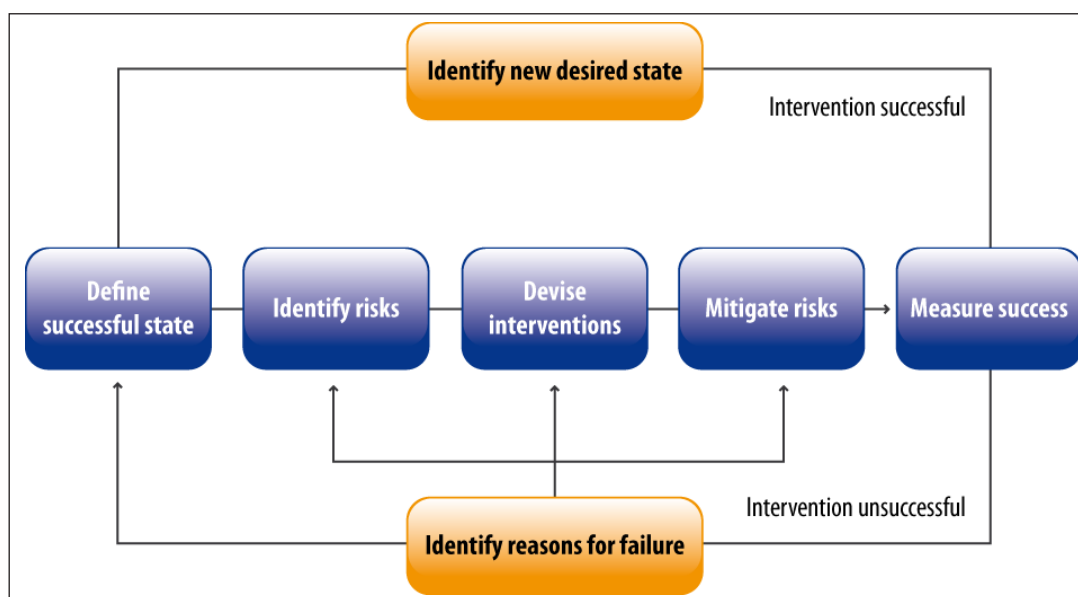 Identify new desired state
Intervention successful
Define
successful state
Identify risks
Devise
interventions
Mitigate risks
Measure success
Intervention unsuccessful
Identify reasons for failure